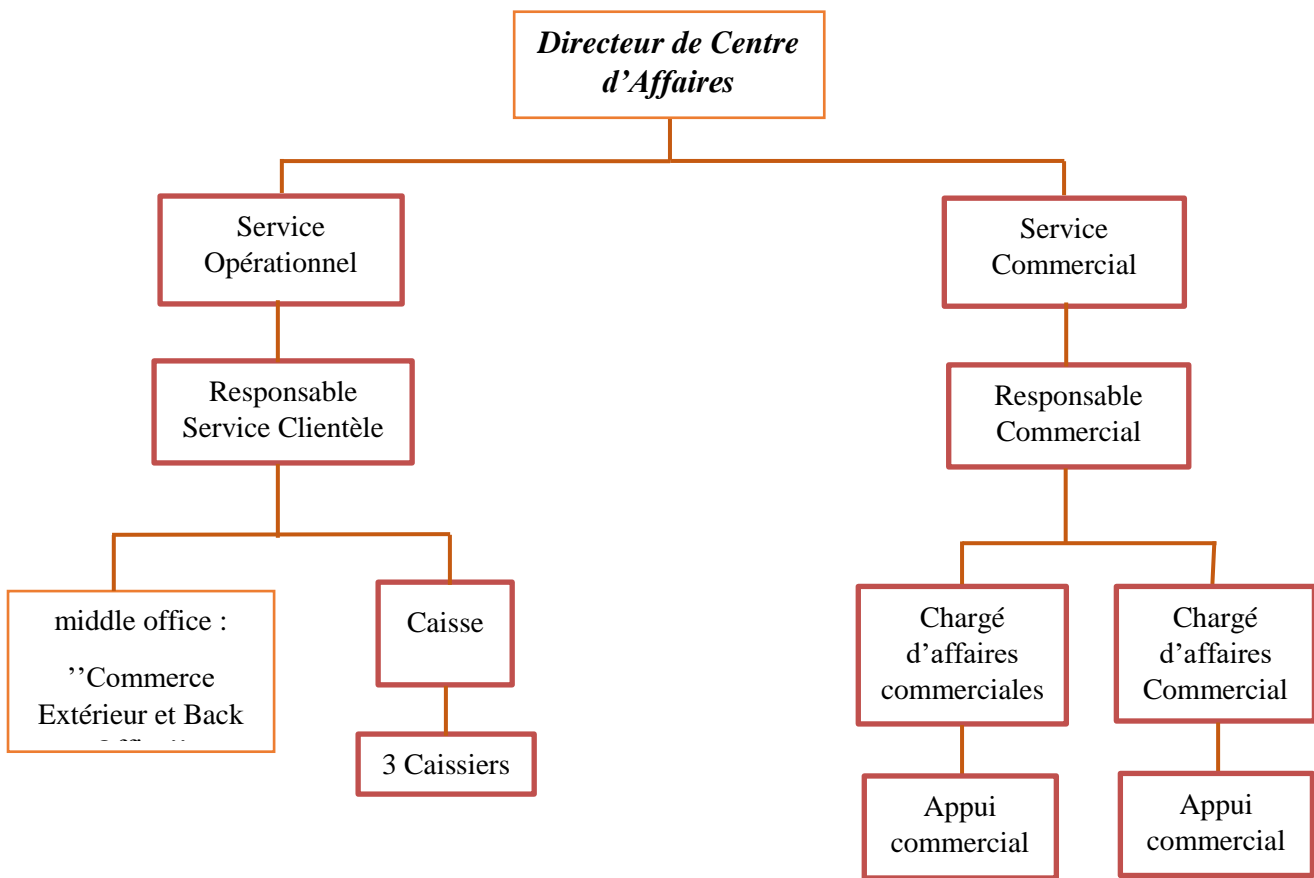 Directeur de Centre
d’Affaires
Service
Opérationnel
Service
Commercial
Responsable
Service Clientèle
Responsable
Commercial
middle office :
’’Commerce
Extérieur et Back
Caisse
3 Caissiers
Chargé
d’affaires
commerciales
Chargé
d’affaires
Commercial
Appui
commercial
Appui
commercial